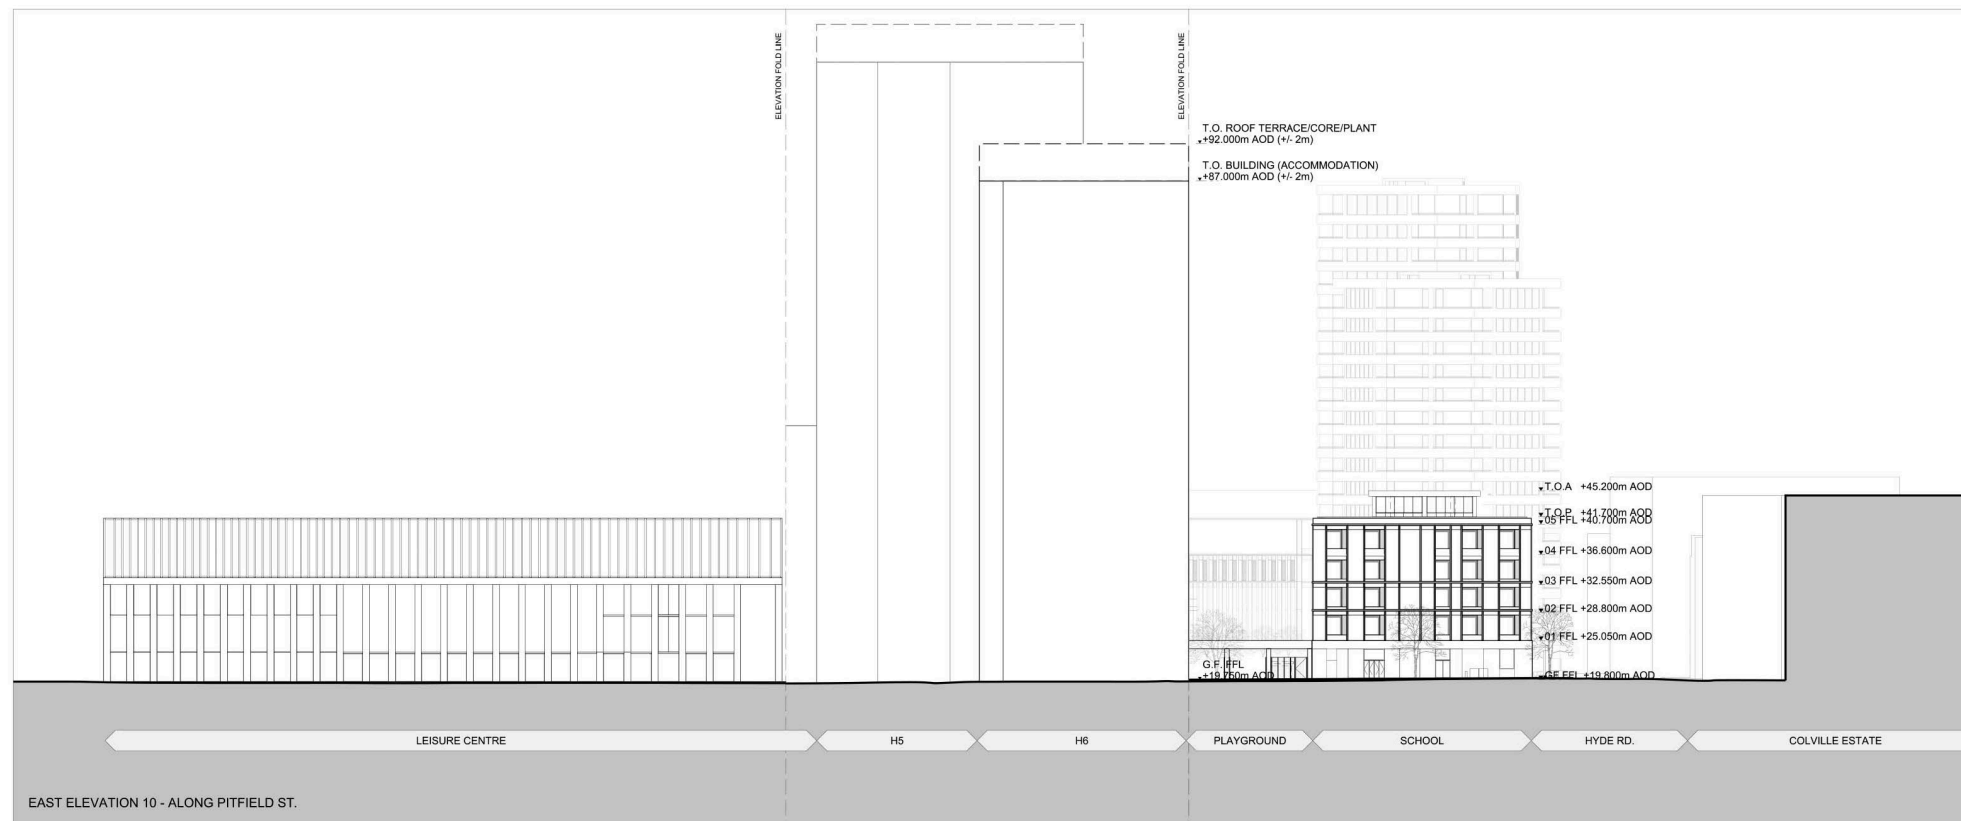 ELEVATION FOLD LINE
ELEVATION FOLD LINE
T.O. ROOF TERRACE/CORE/PLANT
+92.000m AOD (+/- 2m)
T.O. BUILDING (ACCOMMODATION)
+87.000m AOD (+/- 2m)
T.O.A +45.200m AOD
T.O.P +41.700m AOD
05 FFL +40.700m AOD
04 FFL +36.600m AOD
03 FFL +32.550m AOD
02 FFL +28.800m AOD
01 FFL +25.050m AOD
G.F. FFL
+19.750m AOD
GF FFL +19.800m AOD
LEISURE CENTRE
H5
H6
PLAYGROUND
SCHOOL
HYDE RD.
COLVILLE ESTATE
EAST ELEVATION 10 - ALONG PITFIELD ST.